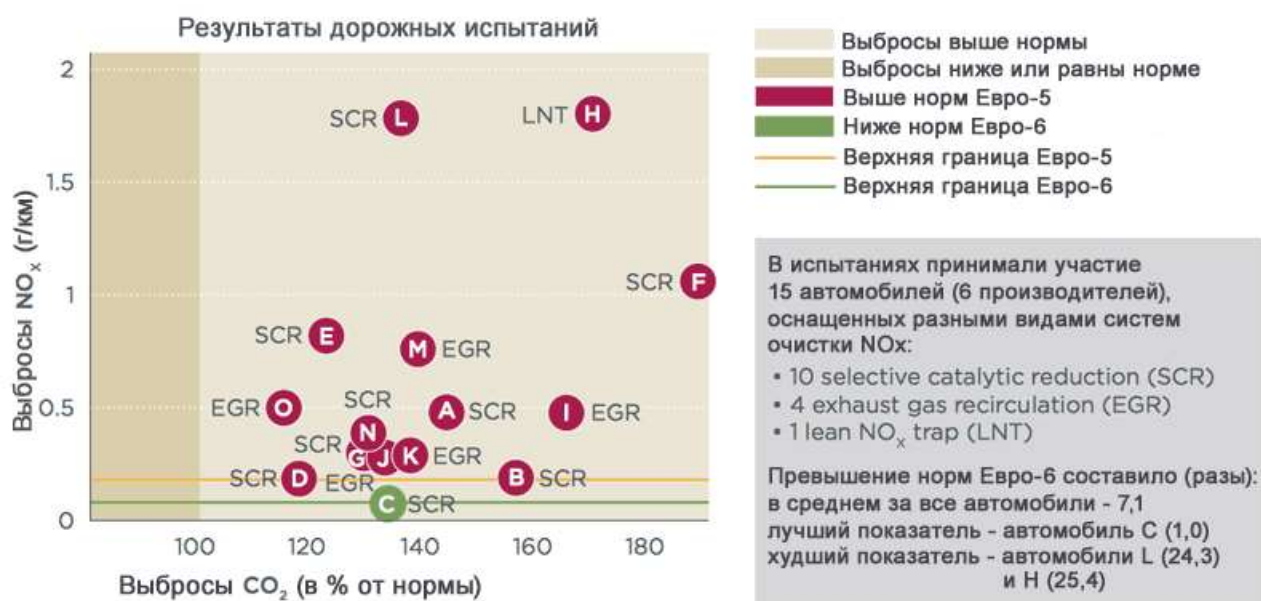 Результаты дорожных испытаний
Выбросы NOx (г/км)
2
1.5
1
0.5
0
SCR L
LNT H
SCR F
SCR E
M EGR
EGR O
SCR
N
A SCR
I EGR
SCR G
J
K EGR
SCR D
EGR
B SCR
C SCR
100 120 140 160 180
Выбросы CO2 (в % от нормы)
Выбросы выше нормы
Выбросы ниже или равны норме
Выше норм Евро-5
Ниже норм Евро-6
Верхняя граница Евро-5
Верхняя граница Евро-6
В испытаниях принимали участие
15 автомобилей (6 производителей),
оснащенных разными видами систем
очистки NOx:
• 10 selective catalytic reduction (SCR)
• 4 exhaust gas recirculation (EGR)
• 1 lean NOx trap (LNT)
Превышение норм Евро-6 составило (разы):
в среднем за все автомобили - 7,1
лучший показатель - автомобиль C (1,0)
худший показатель - автомобили L (24,3)
и H (25,4)